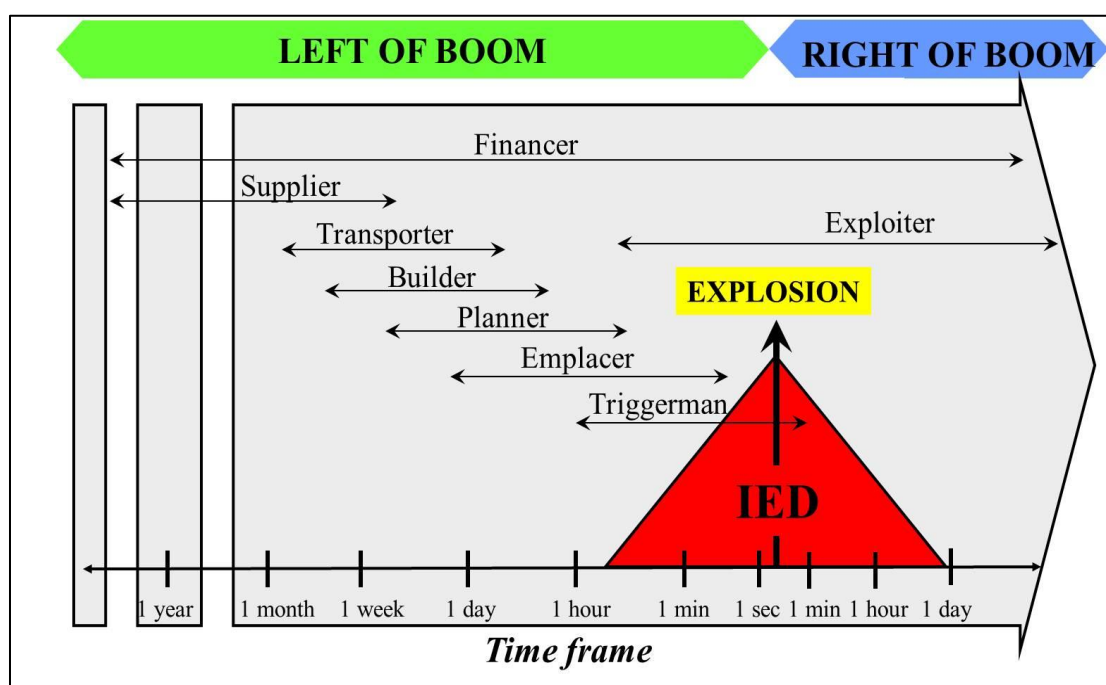 LEFT OF BOOM
RIGHT OF BOOM
Financer
Supplier
Transporter
Exploiter
Builder
EXPLOSION
Planner
Emplacer
Triggerman
IED
1 year
1 month
1 week
1 day
1 hour
1 min
1 sec
1 min
1 hour
1 day
Time frame